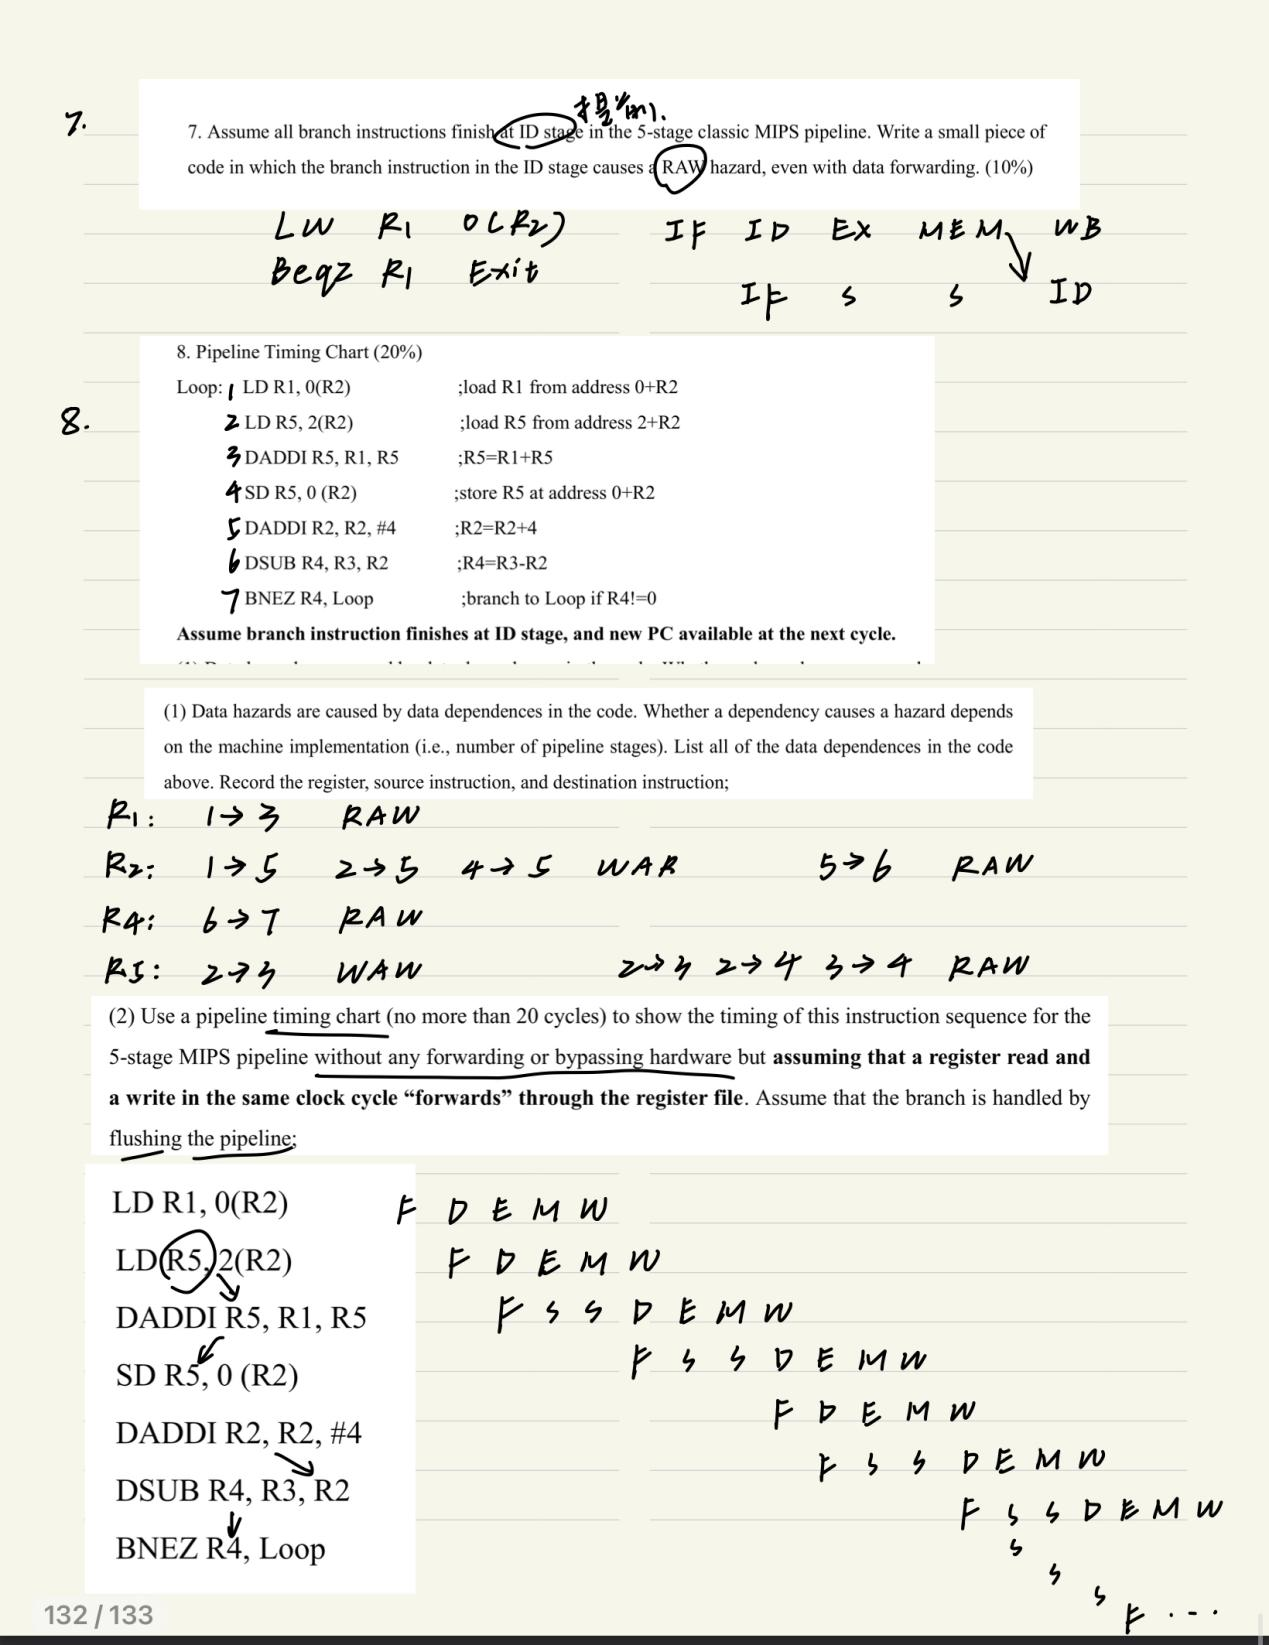 7.
提前.
7. Assume all branch instructions finish at ID stage in the 5-stage classic MIPS pipeline. Write a small piece of
code in which the branch instruction in the ID stage causes a RAW hazard, even with data forwarding. (10%)
LW R1 0(R2) IF ID EX MEM WB
Beqz R1 Exit IF S S ID
8. Pipeline Timing Chart (20%)
8.
Loop: 1 LD R1, 0(R2) ;load R1 from address 0+R2
2 LD R5, 2(R2) ;load R5 from address 2+R2
3 DADDI R5, R1, R5 ;R5=R1+R5
4 SD R5, 0 (R2) ;store R5 at address 0+R2
5 DADDI R2, R2, #4 ;R2=R2+4
6 DSUB R4, R3, R2 ;R4=R3-R2
7 BNEZ R4, Loop ;branch to Loop if R4!=0
Assume branch instruction finishes at ID stage, and new PC available at the next cycle.
(1) Data hazards are caused by data dependences in the code. Whether a dependency causes a hazard depends
on the machine implementation (i.e., number of pipeline stages). List all of the data dependences in the code
above. Record the register, source instruction, and destination instruction;
R1: 1→3 RAW
R2: 1→5 2→5 4→5 WAR 5→6 RAW
R4: 6→7 RAW
R5: 2→3 WAW 2→3 2→4 3→4 RAW
(2) Use a pipeline timing chart (no more than 20 cycles) to show the timing of this instruction sequence for the
5-stage MIPS pipeline without any forwarding or bypassing hardware but assuming that a register read and
a write in the same clock cycle “forwards” through the register file. Assume that the branch is handled by
flushing the pipeline;
LD R1, 0(R2) F D E M W
LD R5, 2(R2) F D E M W
DADDI R5, R1, R5 F S S D E M W
SD R5, 0 (R2) F S S D E M W
DADDI R2, R2, #4 F D E M W
DSUB R4, R3, R2 F S S D E M W
BNEZ R4, Loop F S S D E M W
S
S
S
F ...
132 / 133